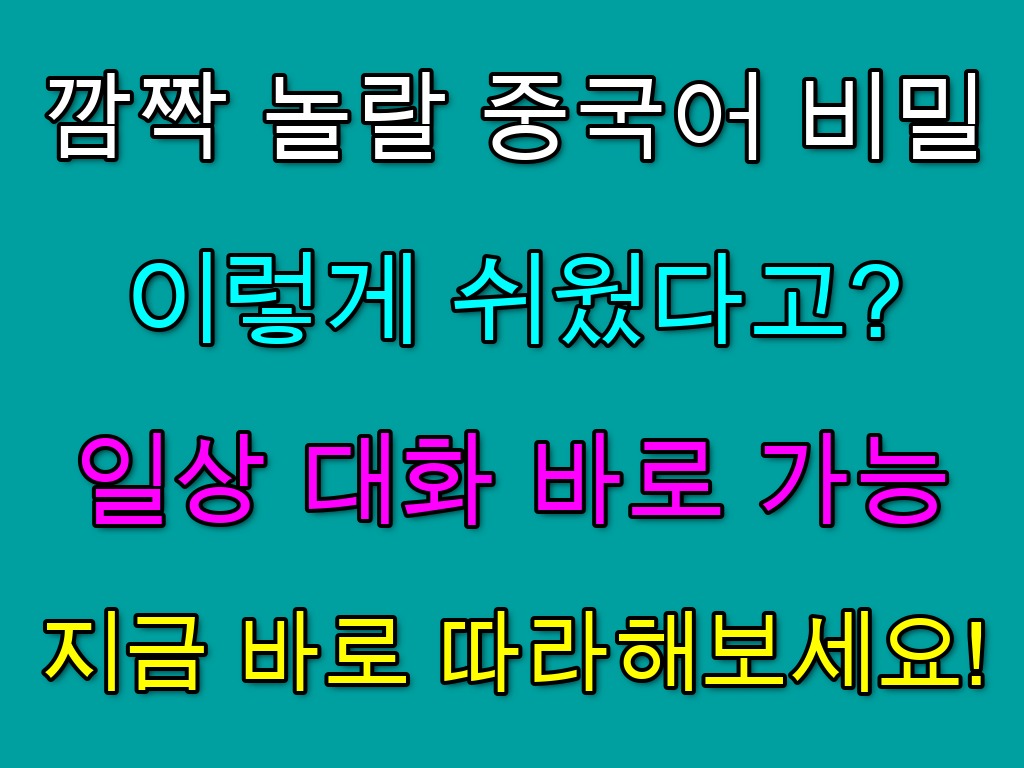 깜짝 놀랄 중국어 비밀
이렇게 쉬웠다고?
일상 대화 바로 가능
지금 바로 따라해보세요!